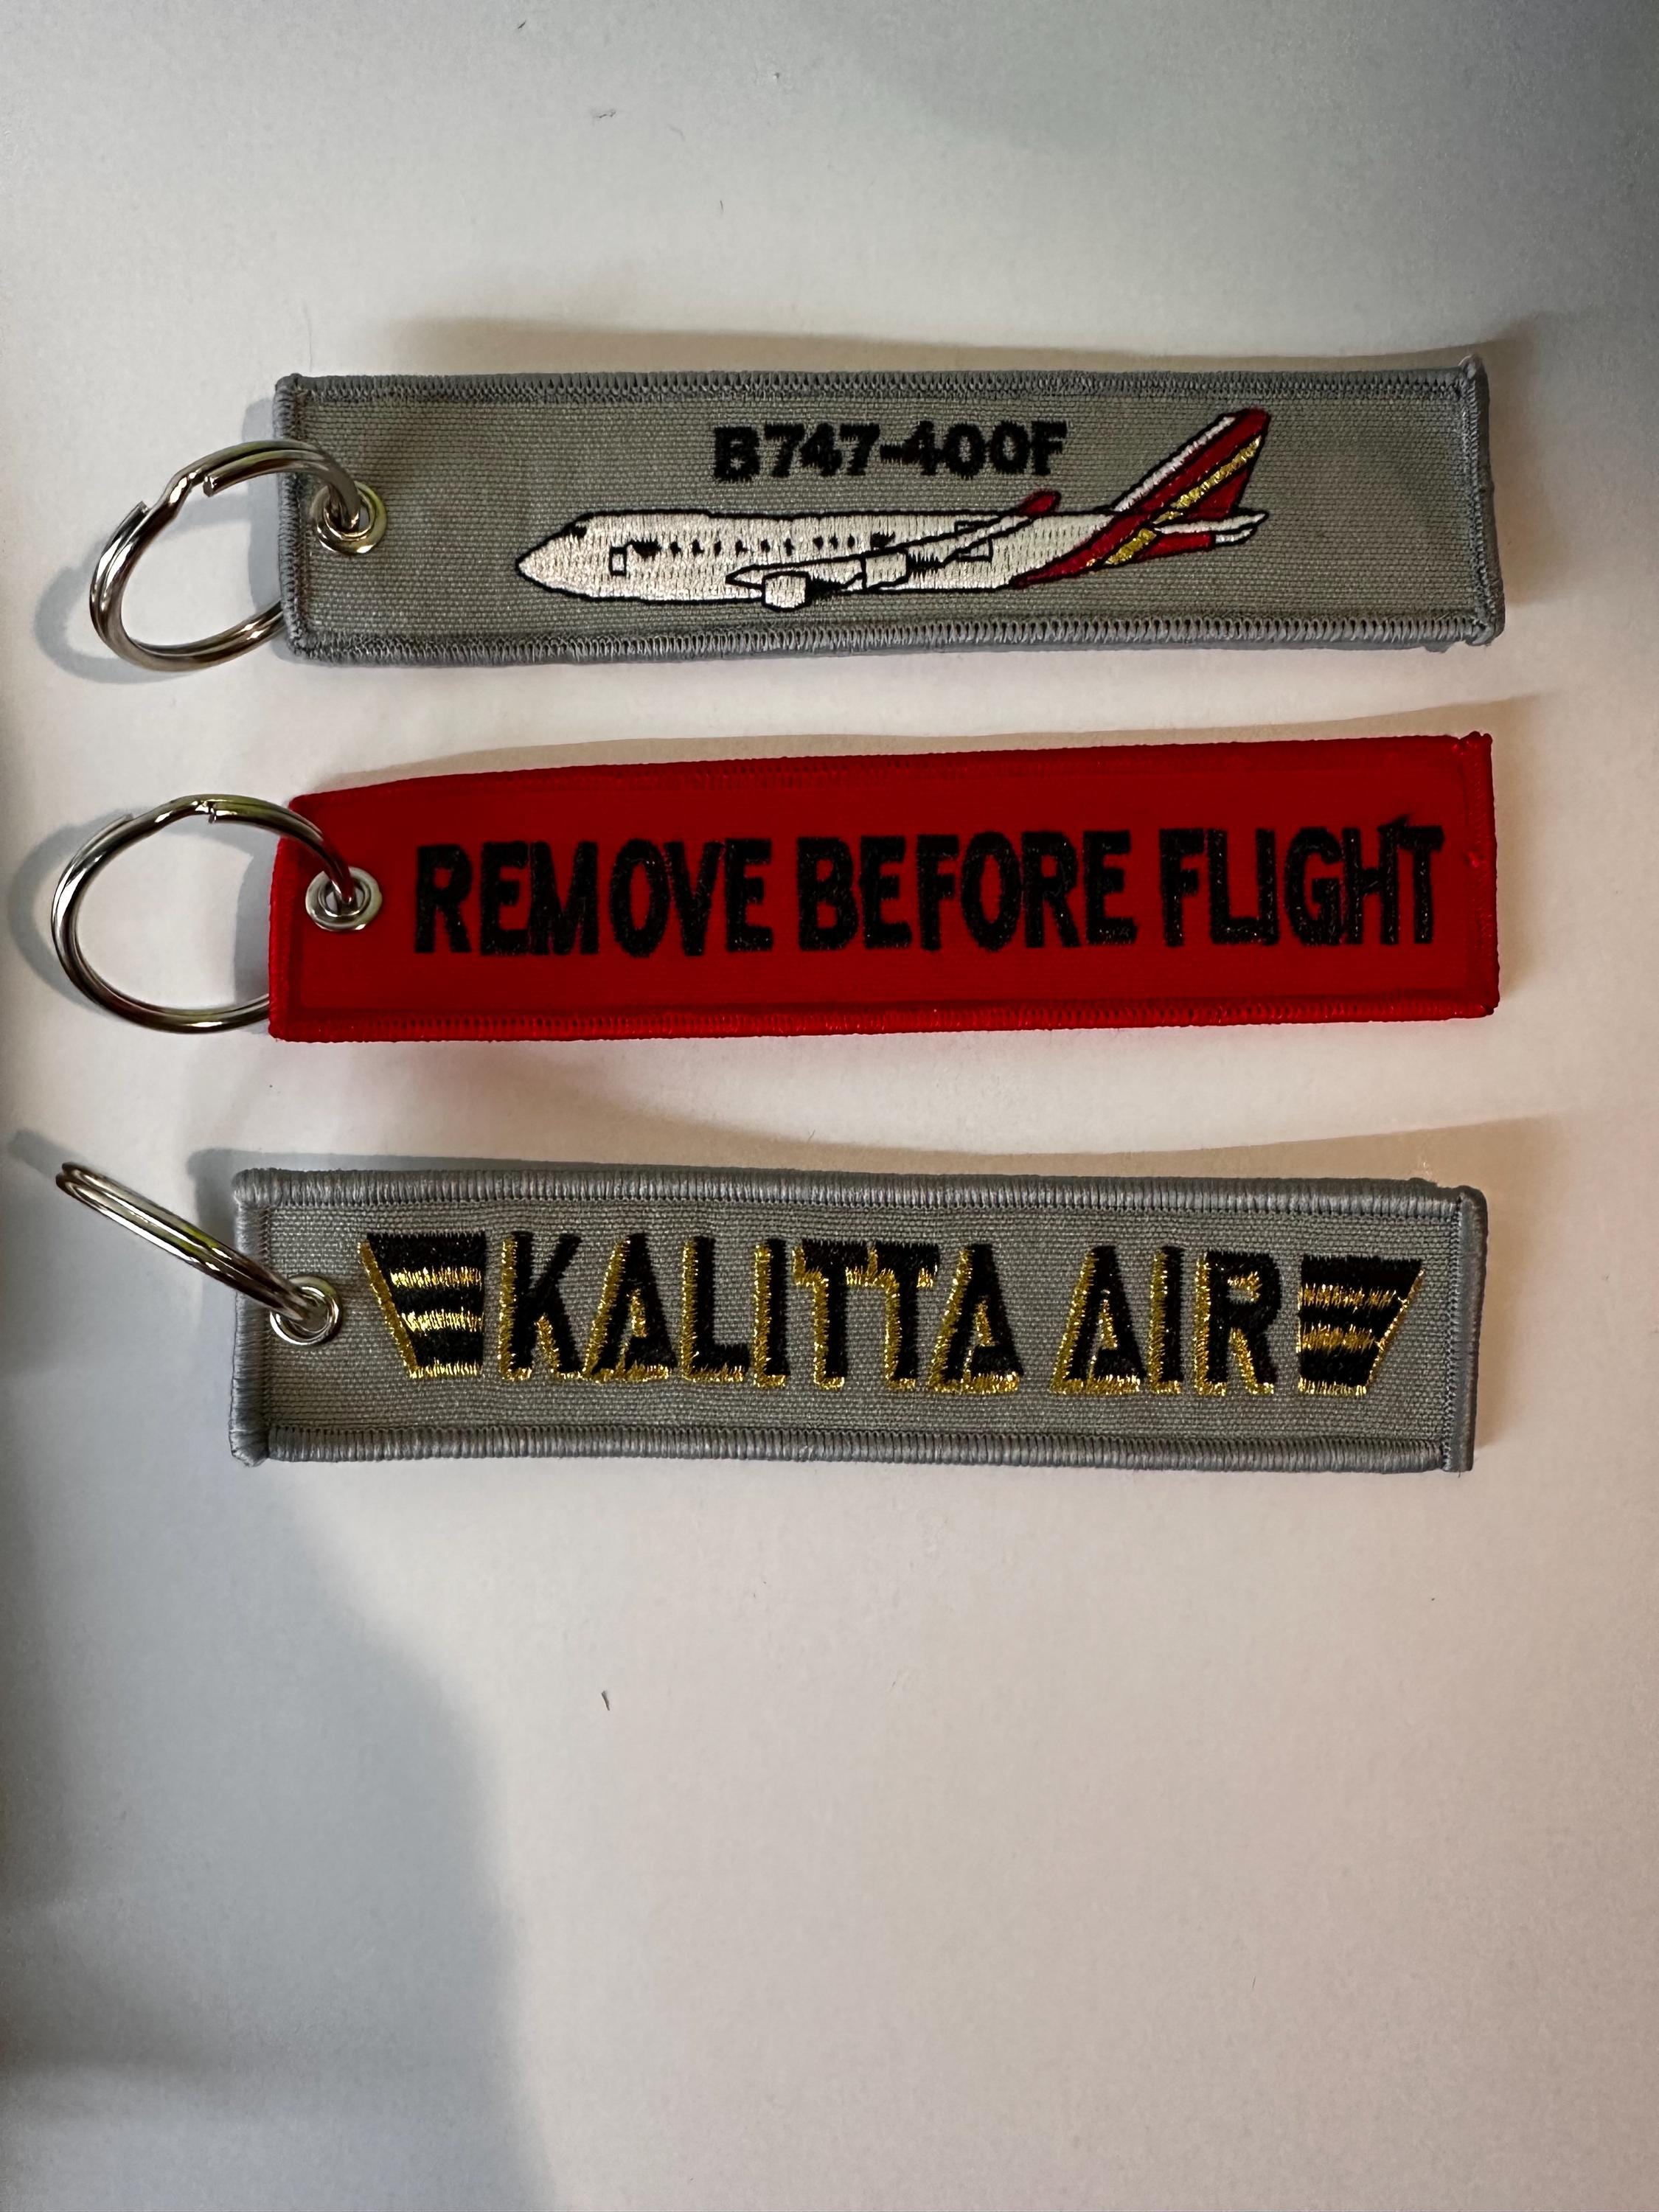 B747-400F
REMOVE BEFORE FLIGHT
KALITTA AIR